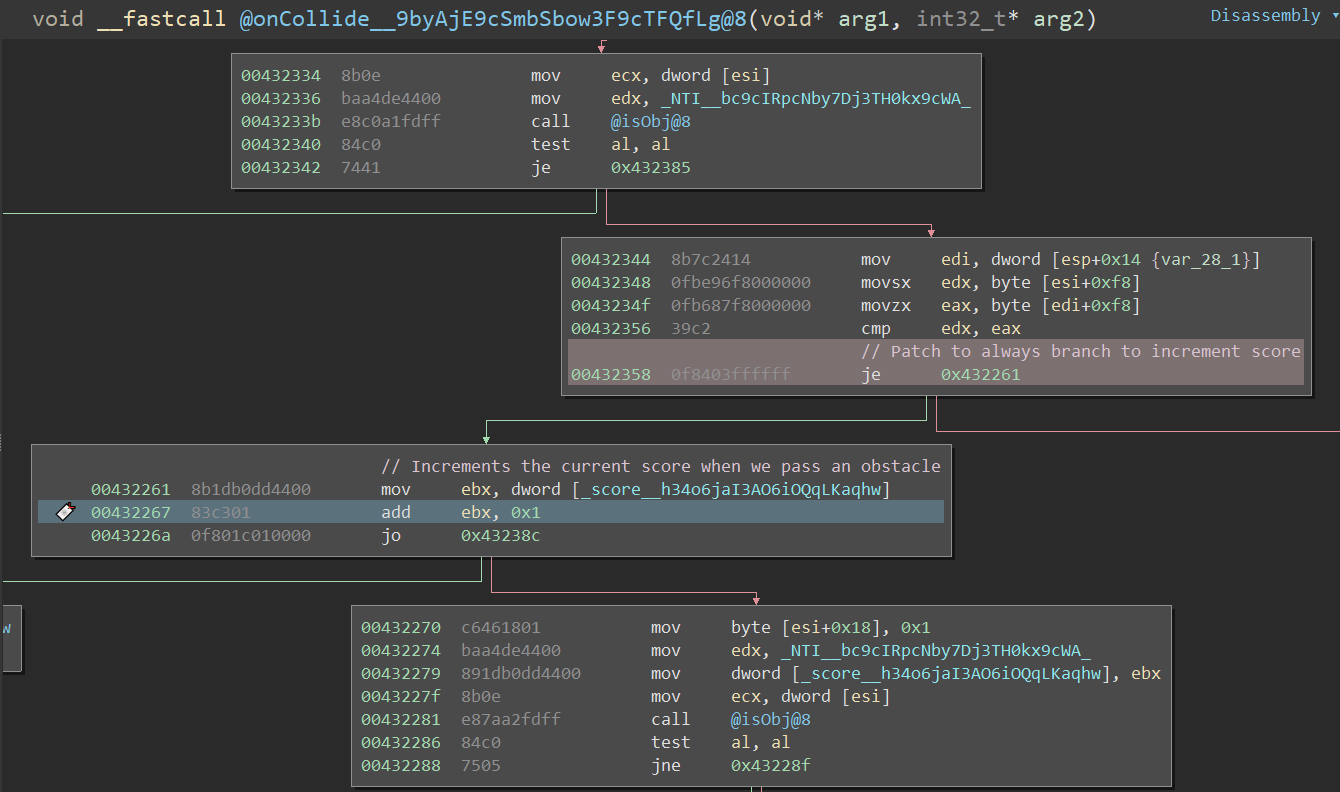 void __fastcall @onCollide__9byAjE9cSmbSbow3F9cTFQfLg@8(void* arg1, int32_t* arg2)
Disassembly
00432334 8b0e mov ecx, dword [esi]
00432336 baa4de4400 mov edx, _NTI__bc9cIRpcNby7Dj3TH0kx9cWA_
0043233b e8c0a1fdff call @isObj@8
00432340 84c0 test al, al
00432342 7441 je 0x432385
00432344 8b7c2414 mov edi, dword [esp+0x14 {var_28_1}]
00432348 0fbe96f8000000 movsx edx, byte [esi+0xf8]
0043234f 0fb687f8000000 movzx eax, byte [edi+0xf8]
00432356 39c2 cmp edx, eax
// Patch to always branch to increment score
00432358 0f8403ffffff je 0x432261
// Increments the current score when we pass an obstacle
00432261 8b1db0dd4400 mov ebx, dword [_score__h34o6jaI3AO6iOQqLKaqhw]
00432267 83c301 add ebx, 0x1
0043226a 0f801c010000 jo 0x43238c
00432270 c6461801 mov byte [esi+0x18], 0x1
00432274 baa4de4400 mov edx, _NTI__bc9cIRpcNby7Dj3TH0kx9cWA_
00432279 891db0dd4400 mov dword [_score__h34o6jaI3AO6iOQqLKaqhw], ebx
0043227f 8b0e mov ecx, dword [esi]
00432281 e87aa2fdff call @isObj@8
00432286 84c0 test al, al
00432288 7505 jne 0x43228f